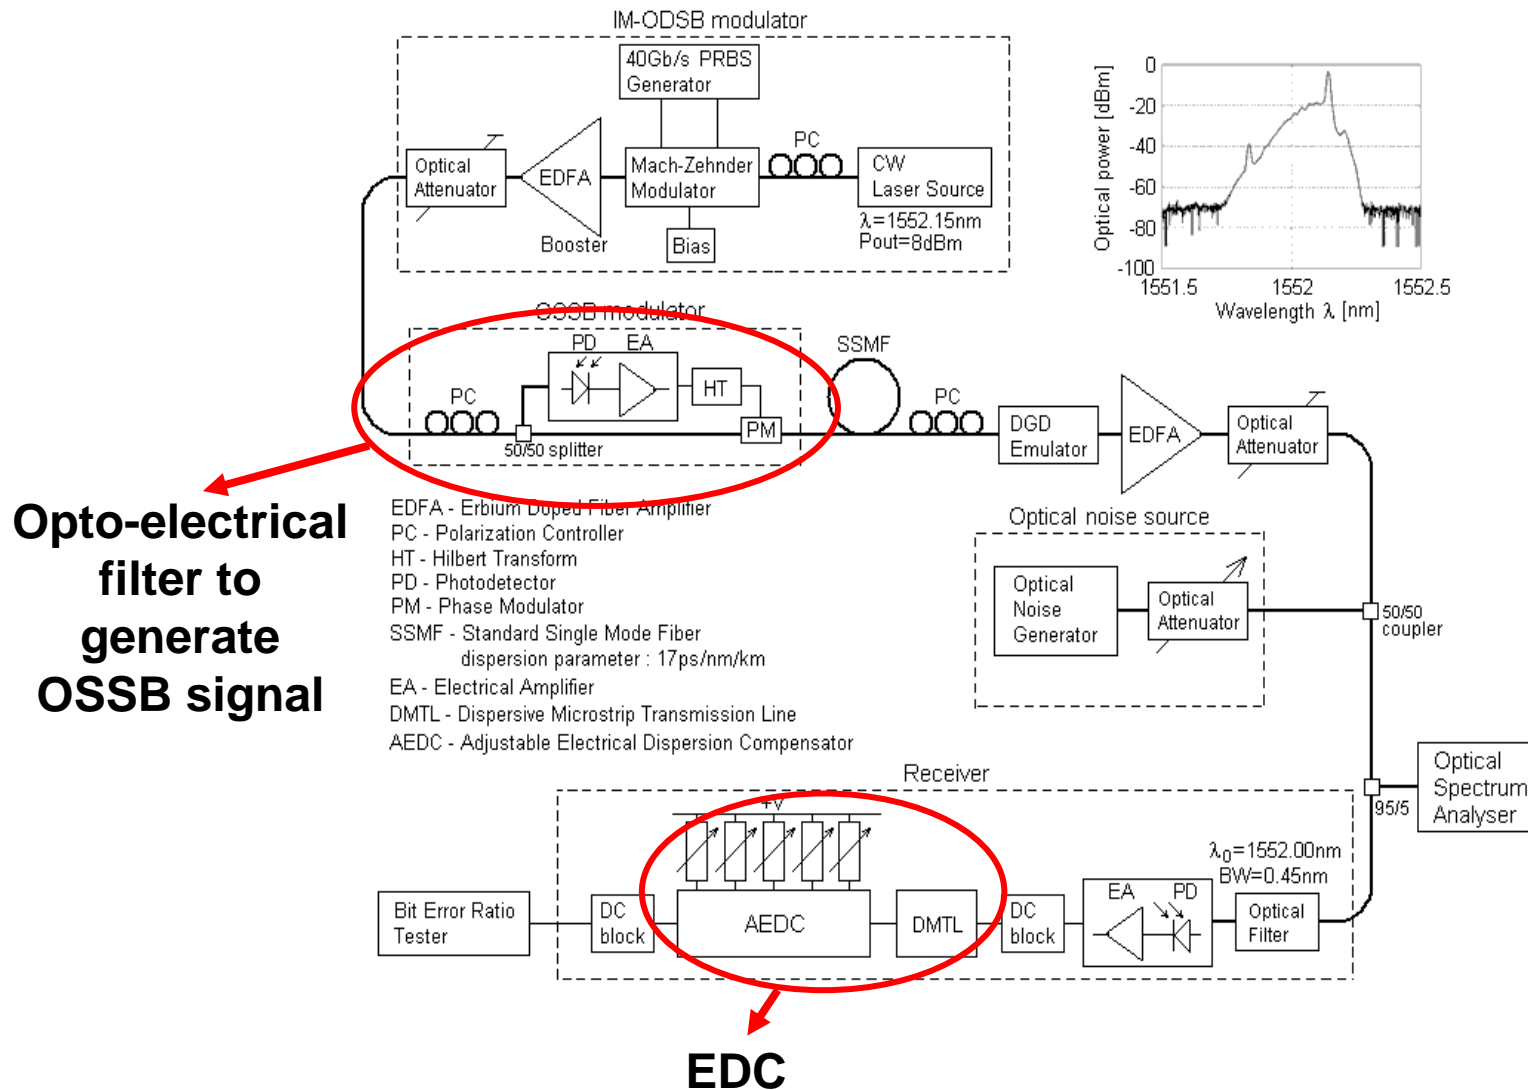 IM-ODSB modulator
40Gb/s PRBS
Generator
PC
Optical
Attenuator
EDFA
Booster
Mach-Zehnder
Modulator
Bias
CW
Laser Source
λ=1552.15nm
Pout=8dBm
Optical power [dBm]
0
-20
-40
-60
-80
-100
1551.5
1552
1552.5
Wavelength λ [nm]
OSSB modulator
PD
EA
HT
PC
PM
50/50 splitter
SSMF
PC
DGD
Emulator
EDFA
Optical
Attenuator
Opto-electrical
filter to
generate
OSSB signal
EDFA - Erbium Doped Fiber Amplifier
PC - Polarization Controller
HT - Hilbert Transform
PD - Photodetector
PM - Phase Modulator
SSMF - Standard Single Mode Fiber
dispersion parameter : 17ps/nm/km
EA - Electrical Amplifier
DMTL - Dispersive Microstrip Transmission Line
AEDC - Adjustable Electrical Dispersion Compensator
Optical noise source
Optical
Noise
Generator
Optical
Attenuator
50/50
coupler
95/5
Optical
Spectrum
Analyser
Receiver
+V
λ0=1552.00nm
BW=0.45nm
Bit Error Ratio
Tester
DC
block
AEDC
DMTL
DC
block
EA
PD
Optical
Filter
EDC